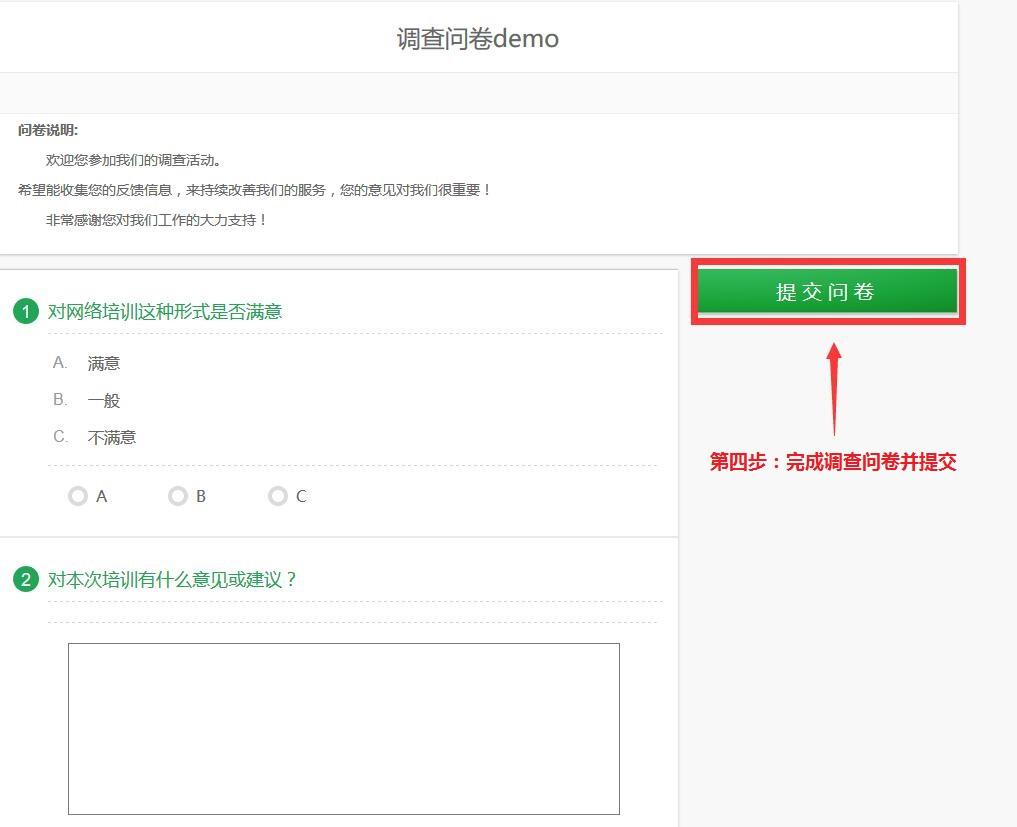 调查问卷demo
问卷说明:
欢迎您参加我们的调查活动。
希望能收集您的反馈信息，来持续改善我们的服务，您的意见对我们很重要！
非常感谢您对我们工作的大力支持！
提交问卷
1 对网络培训这种形式是否满意
A. 满意
B. 一般
C. 不满意
A B C
第四步：完成调查问卷并提交
2 对本次培训有什么意见或建议？